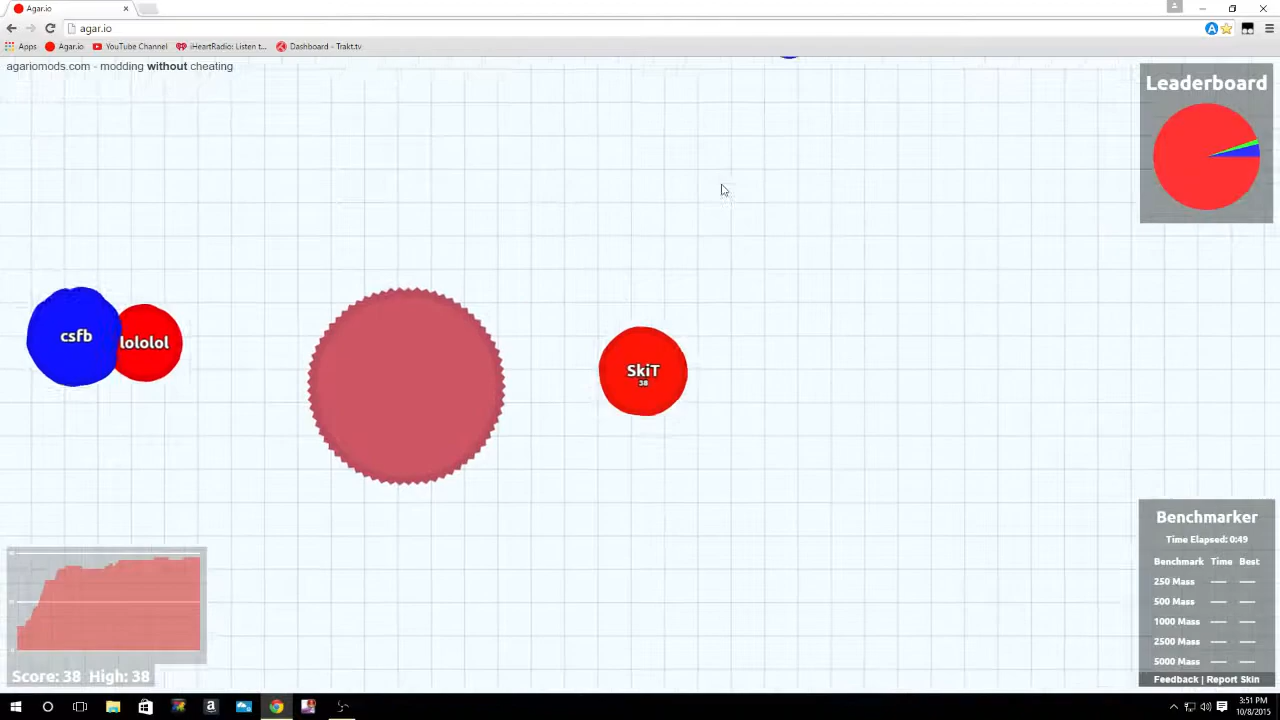 Agar.io
agar.io
Apps Agar.io YouTube Channel iHeartRadio: Listen t... Dashboard - Trakt.tv
agariomods.com - modding without cheating
Leaderboard
csfb
lololol
SkiT
38
Benchmarker
Time Elapsed: 0:49
Benchmark Time Best
250 Mass
500 Mass
1000 Mass
2500 Mass
5000 Mass
Feedback | Report Skin
Score: 38 High: 38
3:51 PM
10/8/2015